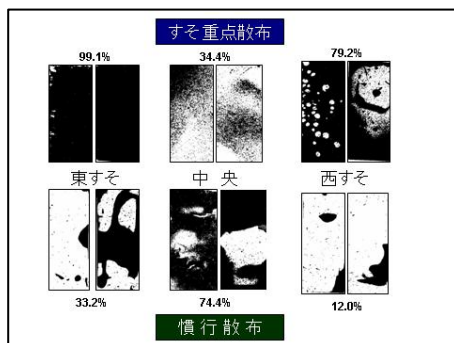 すそ重点散布
99.1% 34.4% 79.2%
東すそ 中央 西すそ
33.2% 74.4% 12.0%
慣行散布